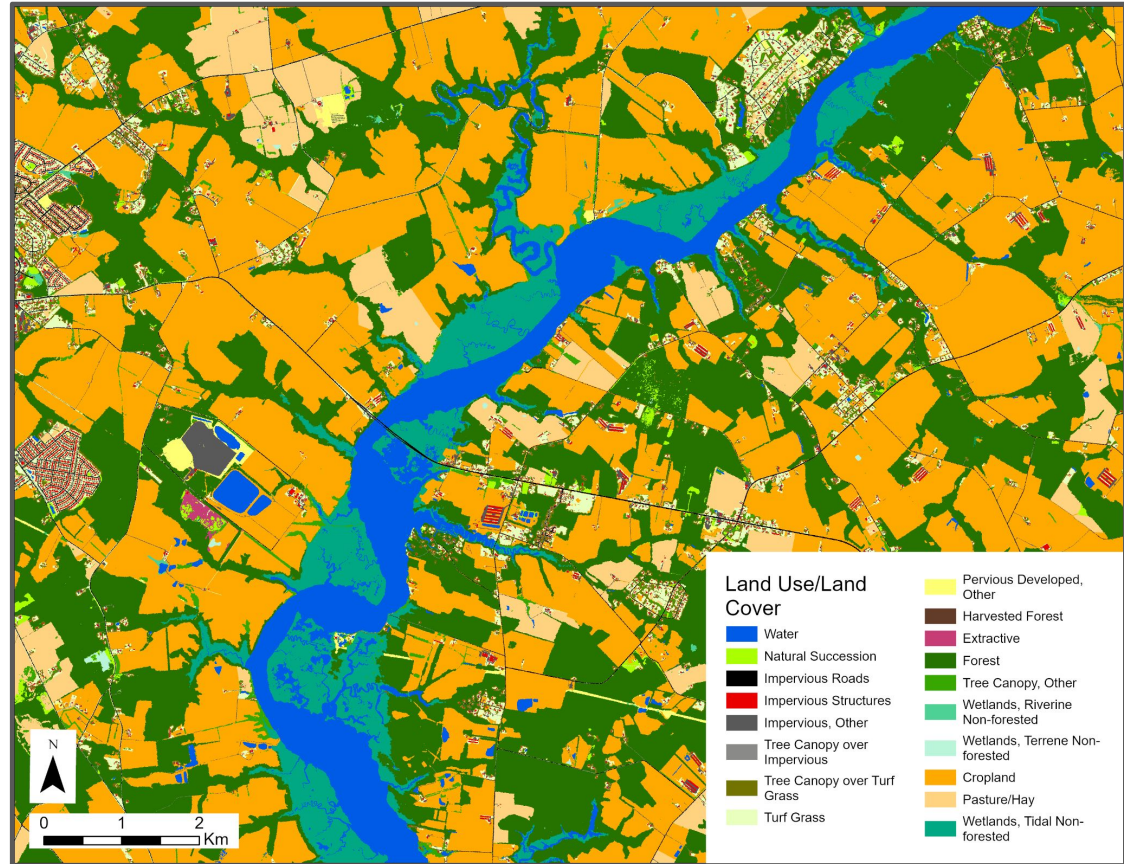 Land Use/Land
Cover
Water
Natural Succession
Impervious Roads
Impervious Structures
Impervious, Other
Tree Canopy over
Impervious
Tree Canopy over Turf
Grass
Turf Grass
Pervious Developed,
Other
Harvested Forest
Extractive
Forest
Tree Canopy, Other
Wetlands, Riverine
Non-forested
Wetlands, Terrene Non-
forested
Cropland
Pasture/Hay
Wetlands, Tidal Non-
forested
N
0 1 2
Km